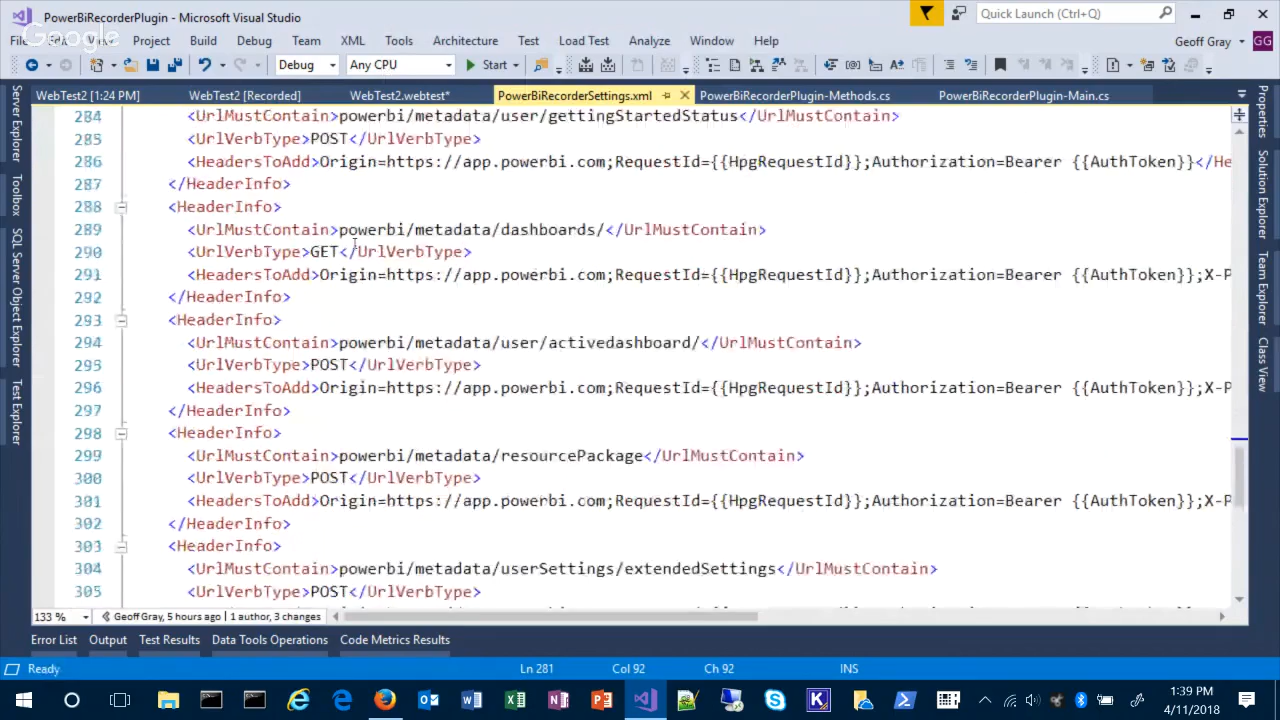 PowerBiRecorderPlugin - Microsoft Visual Studio
Quick Launch (Ctrl+Q)
Google
File View Project Build Debug Team XML Tools Architecture Test Load Test Analyze Window Help
Geoff Gray GG
Debug Any CPU Start
WebTest2 [1:24 PM] WebTest2 [Recorded] WebTest2.webtest* PowerBiRecorderSettings.xml PowerBiRecorderPlugin-Methods.cs PowerBiRecorderPlugin-Main.cs
Server Explorer
Toolbox
SQL Server Object Explorer
Test Explorer
284 <UrlMustContain>powerbi/metadata/user/gettingStartedStatus</UrlMustContain>
285 <UrlVerbType>POST</UrlVerbType>
286 <HeadersToAdd>Origin=https://app.powerbi.com;RequestId={{HpgRequestId}};Authorization=Bearer {{AuthToken}}</He
287 </HeaderInfo>
288 <HeaderInfo>
289 <UrlMustContain>powerbi/metadata/dashboards/</UrlMustContain>
290 <UrlVerbType>GET</UrlVerbType>
291 <HeadersToAdd>Origin=https://app.powerbi.com;RequestId={{HpgRequestId}};Authorization=Bearer {{AuthToken}};X-P
292 </HeaderInfo>
293 <HeaderInfo>
294 <UrlMustContain>powerbi/metadata/user/activedashboard/</UrlMustContain>
295 <UrlVerbType>POST</UrlVerbType>
296 <HeadersToAdd>Origin=https://app.powerbi.com;RequestId={{HpgRequestId}};Authorization=Bearer {{AuthToken}};X-P
297 </HeaderInfo>
298 <HeaderInfo>
299 <UrlMustContain>powerbi/metadata/resourcePackage</UrlMustContain>
300 <UrlVerbType>POST</UrlVerbType>
301 <HeadersToAdd>Origin=https://app.powerbi.com;RequestId={{HpgRequestId}};Authorization=Bearer {{AuthToken}};X-P
302 </HeaderInfo>
303 <HeaderInfo>
304 <UrlMustContain>powerbi/metadata/userSettings/extendedSettings</UrlMustContain>
305 <UrlVerbType>POST</UrlVerbType>
Properties
Solution Explorer
Team Explorer
Class View
133 % Geoff Gray, 5 hours ago | 1 author, 3 changes
Error List Output Test Results Data Tools Operations Code Metrics Results
Ready Ln 281 Col 92 Ch 92 INS
1:39 PM
4/11/2018